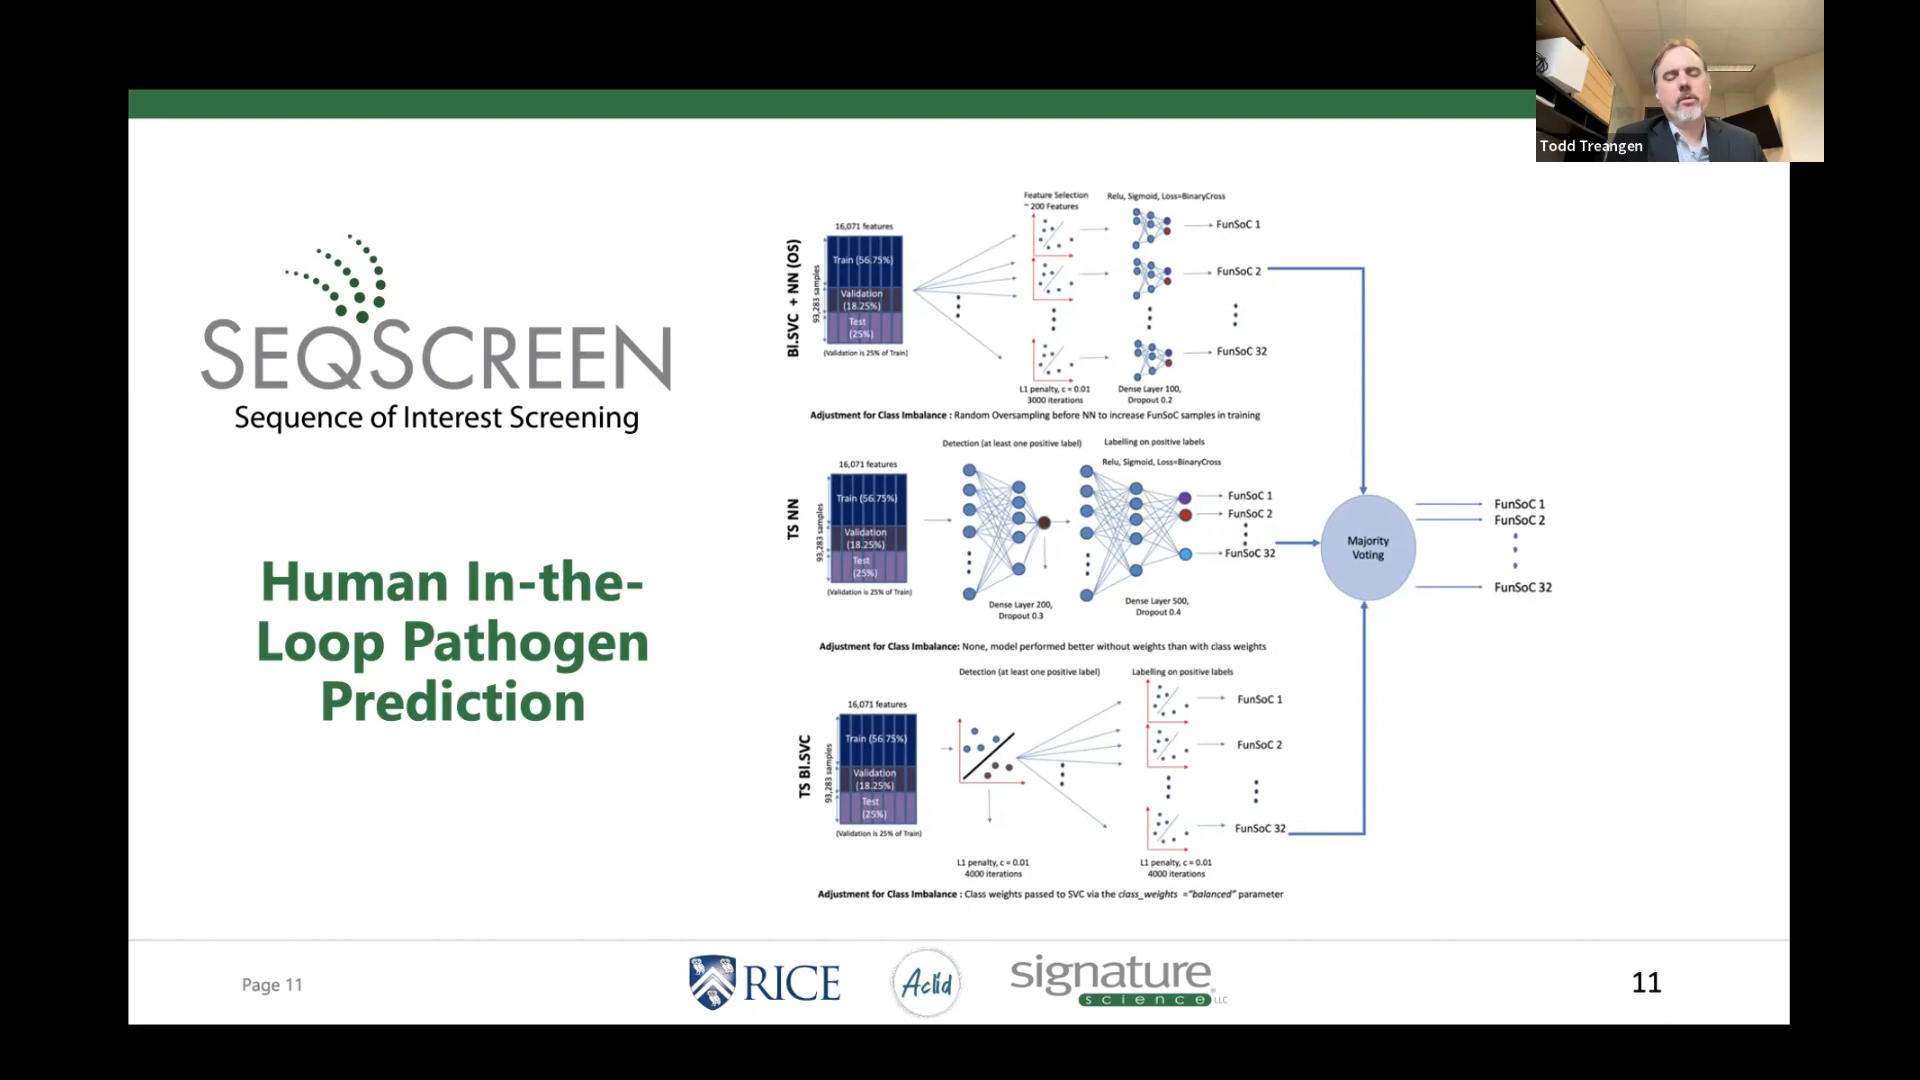 Todd Treangen
SEQSCREEN
Sequence of Interest Screening
Human In-the-
Loop Pathogen
Prediction
BI.SVC + NN (OS)
16,071 features
93,283 samples
Train (56.75%)
Validation
(18.25%)
Test
(25%)
(Validation is 25% of Train)
Feature Selection
~ 200 Features
Relu, Sigmoid, Loss=BinaryCross
FunSoC 1
FunSoC 2
FunSoC 32
L1 penalty, c = 0.01
3000 iterations
Dense Layer 100,
Dropout 0.2
Adjustment for Class Imbalance : Random Oversampling before NN to increase FunSoC samples in training
TS NN
16,071 features
93,283 samples
Train (56.75%)
Validation
(18.25%)
Test
(25%)
(Validation is 25% of Train)
Detection (at least one positive label)
Labelling on positive labels
Relu, Sigmoid, Loss=BinaryCross
FunSoC 1
FunSoC 2
FunSoC 32
Dense Layer 200,
Dropout 0.3
Dense Layer 500,
Dropout 0.4
Adjustment for Class Imbalance: None, model performed better without weights than with class weights
TS BI.SVC
16,071 features
93,283 samples
Train (56.75%)
Validation
(18.25%)
Test
(25%)
(Validation is 25% of Train)
Detection (at least one positive label)
Labelling on positive labels
FunSoC 1
FunSoC 2
FunSoC 32
L1 penalty, c = 0.01
4000 iterations
L1 penalty, c = 0.01
4000 iterations
Adjustment for Class Imbalance : Class weights passed to SVC via the class_weights ="balanced" parameter
Majority
Voting
FunSoC 1
FunSoC 2
FunSoC 32
Page 11
RICE
Aclid
signature
science LLC
11